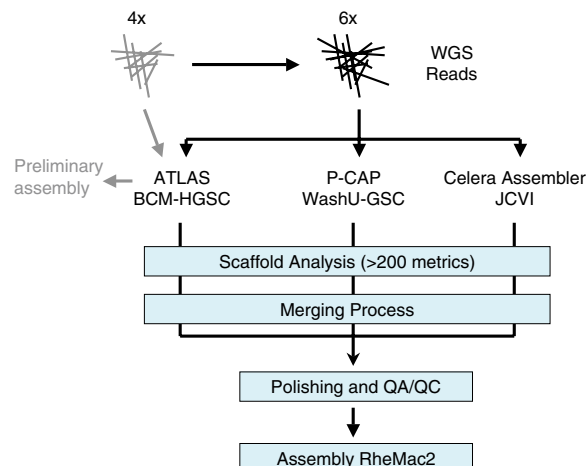 4x
6x
WGS
Reads
Preliminary
assembly
ATLAS
BCM-HGSC
P-CAP
WashU-GSC
Celera Assembler
JCVI
Scaffold Analysis (>200 metrics)
Merging Process
Polishing and QA/QC
Assembly RheMac2